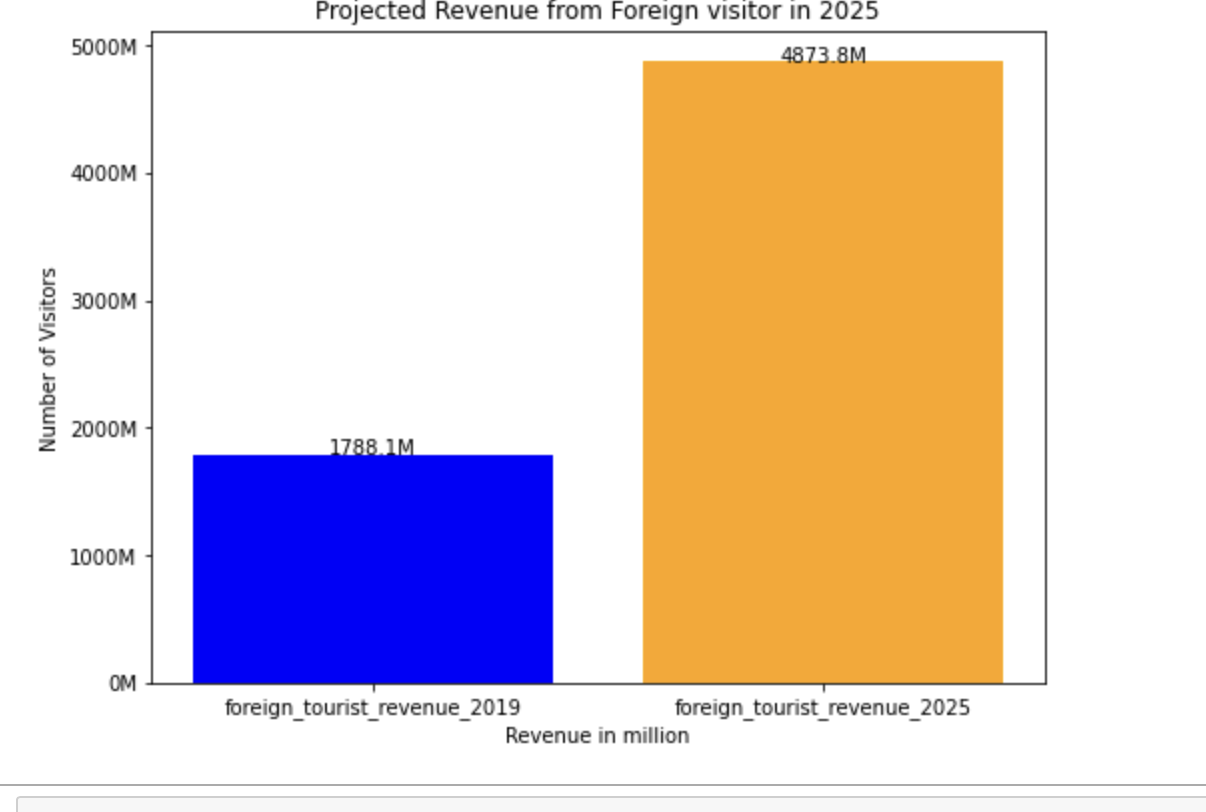 Projected Revenue from Foreign visitor in 2025
5000M
4873.8M
4000M
3000M
Number of Visitors
2000M
1788.1M
1000M
0M
foreign_tourist_revenue_2019
foreign_tourist_revenue_2025
Revenue in million